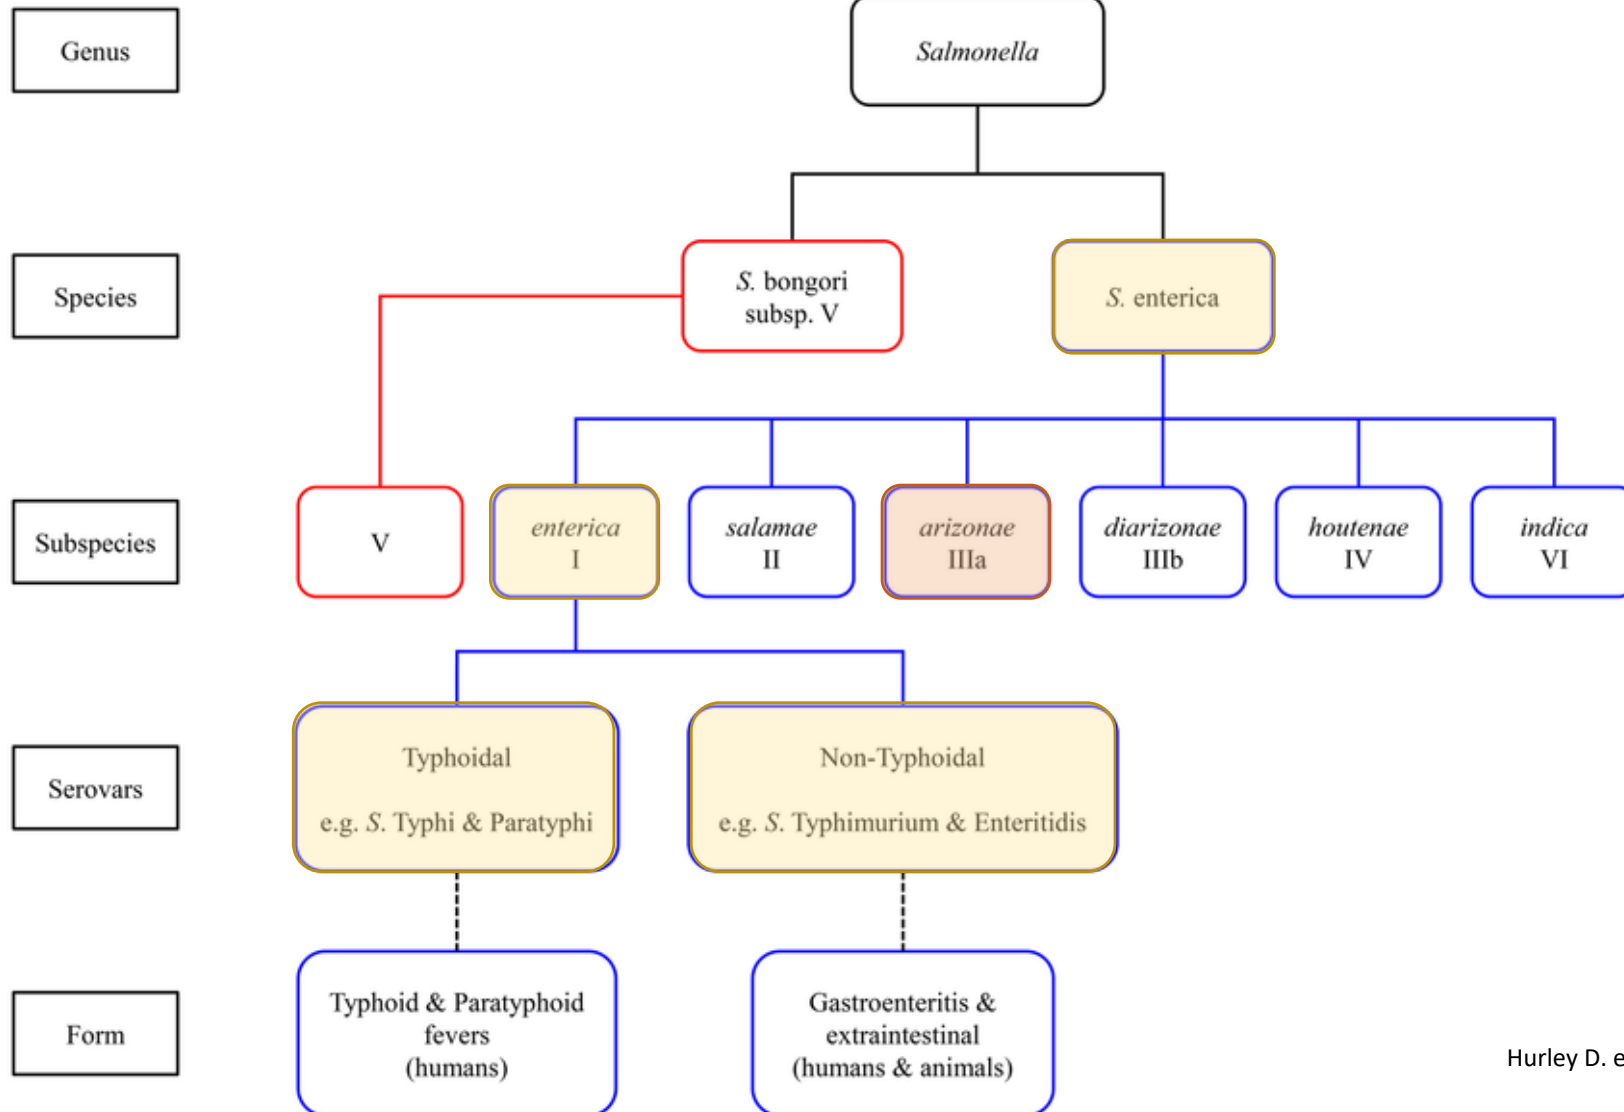 Genus
Salmonella
Species
S. bongori
subsp. V
S. enterica
Subspecies
V
enterica
I
salamae
II
arizonae
IIIa
diarizonae
IIIb
houtenae
IV
indica
VI
Serovars
Typhoidal
e.g. S. Typhi & Paratyphi
Non-Typhoidal
e.g. S. Typhimurium & Enteritidis
Form
Typhoid & Paratyphoid
fevers
(humans)
Gastroenteritis &
extraintestinal
(humans & animals)
Hurley D. e